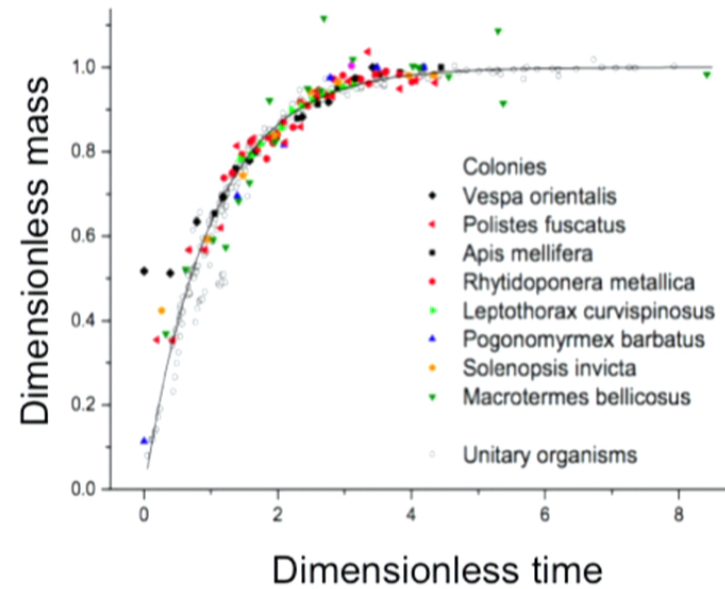 Dimensionless mass
1.0
0.8
0.6
0.4
0.2
0.0
Colonies
Vespa orientalis
Polistes fuscatus
Apis mellifera
Rhytidoponera metallica
Leptothorax curvispinosus
Pogonomyrmex barbatus
Solenopsis invicta
Macrotermes bellicosus
Unitary organisms
0 2 4 6 8
Dimensionless time